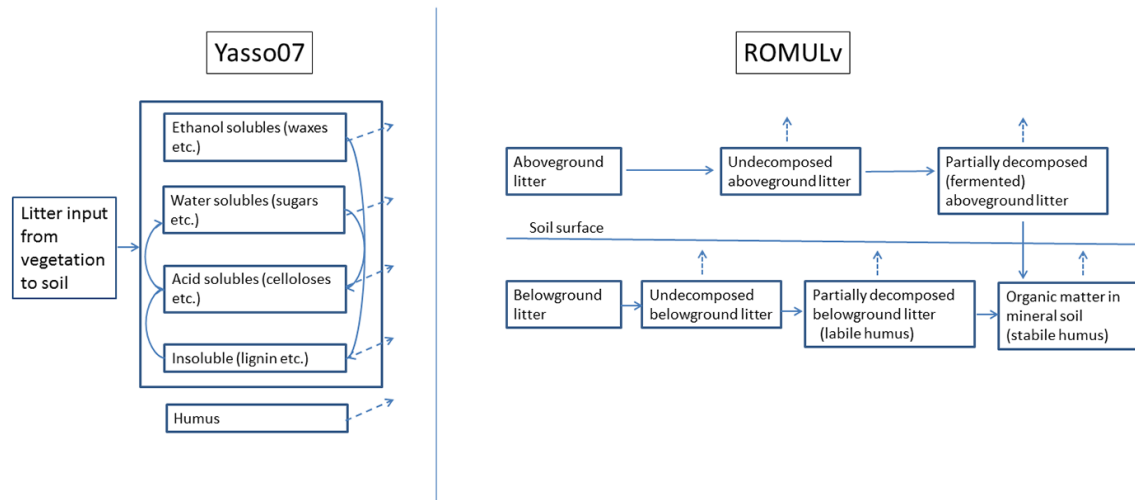 Yasso07
Ethanol solubles (waxes
etc.)
Water solubles (sugars
etc.)
Litter input
from
vegetation
to soil
Acid solubles (celloloses
etc.)
Insoluble (lignin etc.)
Humus
ROMULv
Aboveground
litter
Undecomposed
aboveground litter
Partially decomposed
(fermented)
aboveground litter
Soil surface
Belowground
litter
Undecomposed
belowground litter
Partially decomposed
belowground litter
(labile humus)
Organic matter in
mineral soil
(stabile humus)